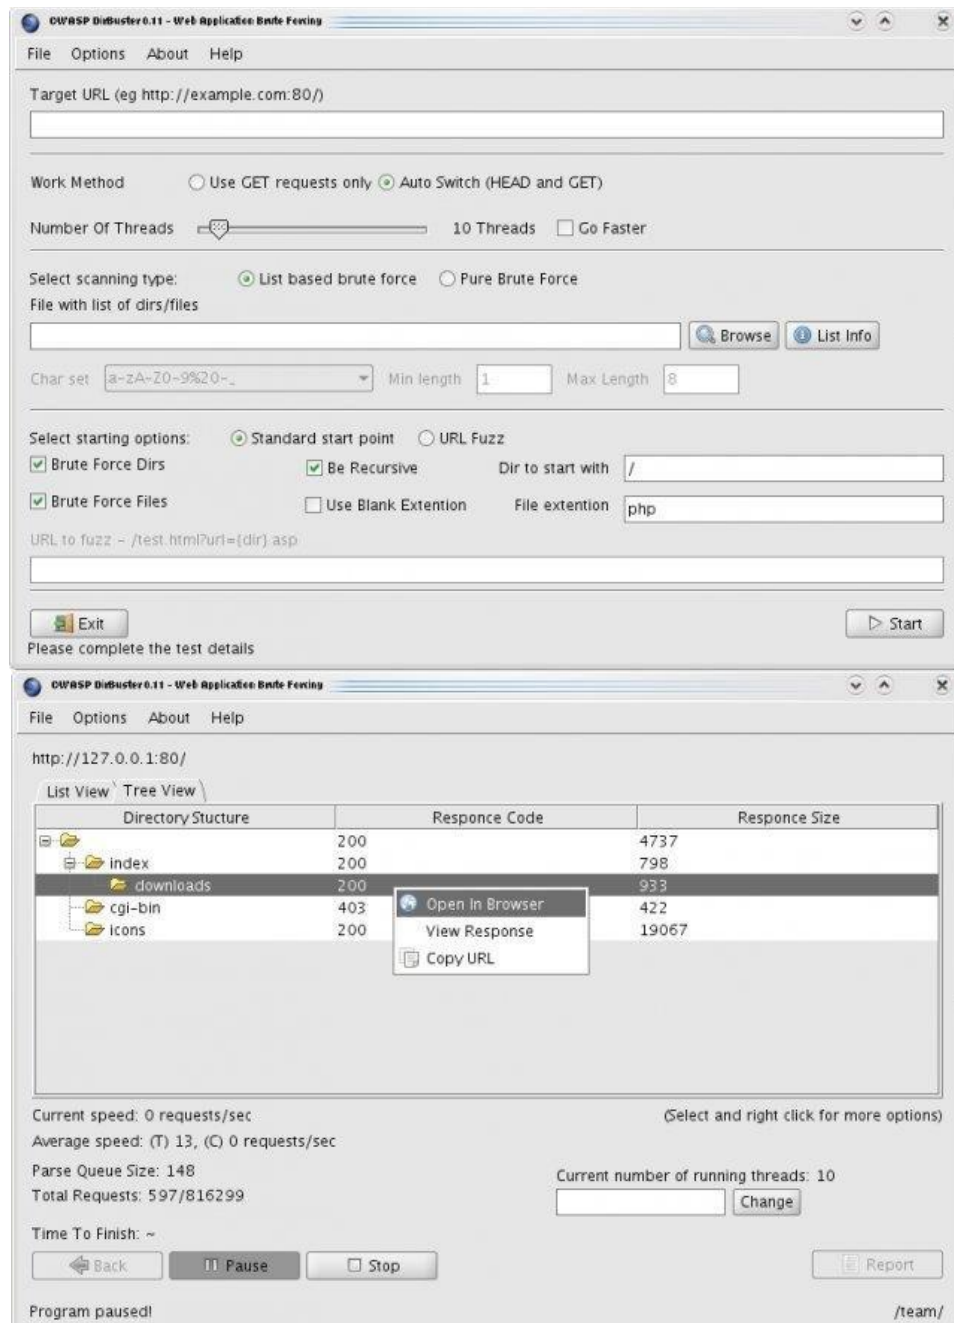 OWASP DirBuster 0.11 - Web Application Brute Forcing
File Options About Help
Target URL (eg http://example.com:80/)
Work Method Use GET requests only Auto Switch (HEAD and GET)
Number Of Threads 10 Threads Go Faster
Select scanning type: List based brute force Pure Brute Force
File with list of dirs/files
Browse List Info
Char set a-zA-Z0-9%20-_ Min length 1 Max Length 8
Select starting options: Standard start point URL Fuzz
Brute Force Dirs Be Recursive Dir to start with /
Brute Force Files Use Blank Extention File extention php
URL to fuzz - /test.html?url={dir}.asp
Exit Start
Please complete the test details
OWASP DirBuster 0.11 - Web Application Brute Forcing
File Options About Help
http://127.0.0.1:80/
List View Tree View
Directory Stucture Responce Code Responce Size
200 4737
index 200 798
downloads 200 933
cgi-bin 403 422
icons 200 19067
Open In Browser
View Response
Copy URL
Current speed: 0 requests/sec (Select and right click for more options)
Average speed: (T) 13, (C) 0 requests/sec
Parse Queue Size: 148 Current number of running threads: 10
Total Requests: 597/816299 Change
Time To Finish: ~
Back Pause Stop Report
Program paused! /team/